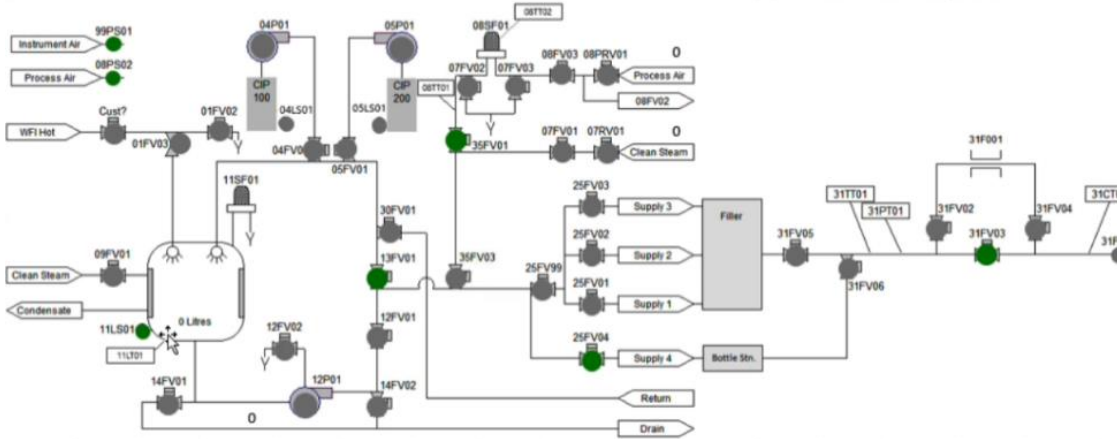 04P01
05P01
08SF01
08TT02
99PS01
Instrument Air
08PS02
Process Air
07FV02
07FV03
08FV03
08PRV01
0
Process Air
08FV02
CIP
100
04LS01
05LS01
CIP
200
08TT01
Cust?
01FV02
WFI Hot
01FV03
05FV01
35FV01
07FV01
07RV01
0
Clean Steam
31F001
11SF01
30FV01
25FV03
Supply 3
Filler
31TT01
31PT01
31FV02
31FV04
09FV01
Clean Steam
13FV01
35FV03
25FV99
25FV02
Supply 2
31FV05
31FV03
31FV06
Condensate
0 Litres
25FV01
Supply 1
11LS01
11LT01
12FV02
12FV01
25FV04
Supply 4
Bottle Stn.
14FV01
12P01
14FV02
0
Return
Drain